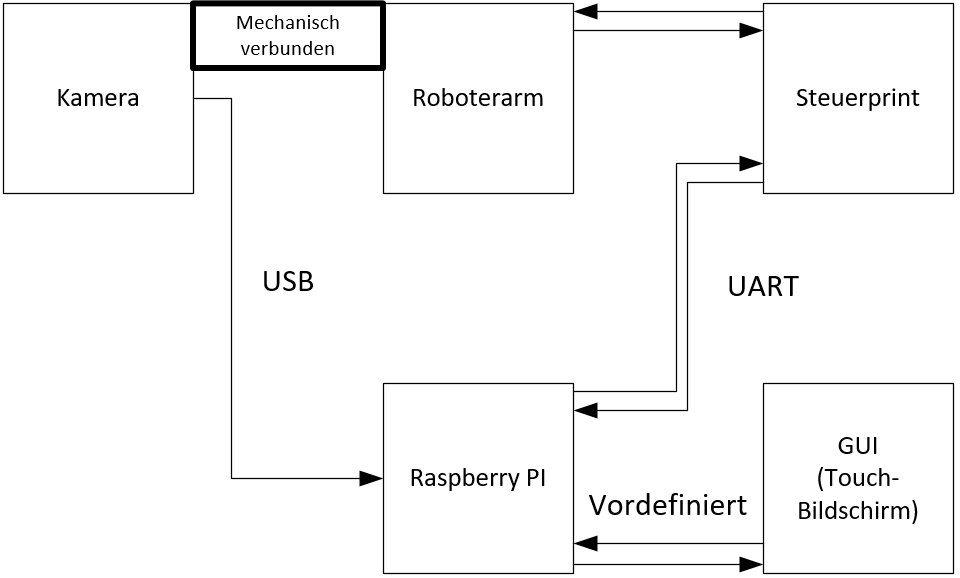 Mechanisch
verbunden
Kamera
Roboterarm
Steuerprint
USB
UART
Raspberry PI
GUI
(Touch-
Bildschirm)
Vordefiniert